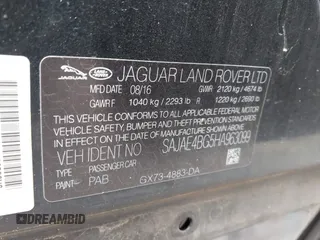 JAGUAR
LAND ROVER
JAGUAR LAND ROVER LTD
MFD DATE 08/16 GVWR 2120 kg/4674 lb
GAWR F 1040 kg/2293 lb R 1220 kg/2690 lb
THIS VEHICLE CONFORMS TO ALL APPLICABLE FEDERAL MOTOR VEHICLE
SAFETY, BUMPER AND THEFT PREVENTION STANDARDS
IN EFFECT ON THE DATE OF MANUFACTURE SHOWN ABOVE
VEH IDENT NO SAJAE4BG5HA963099
TYPE PASSENGER CAR
PAINT PAB GX73-4883-DA
DREAMBID